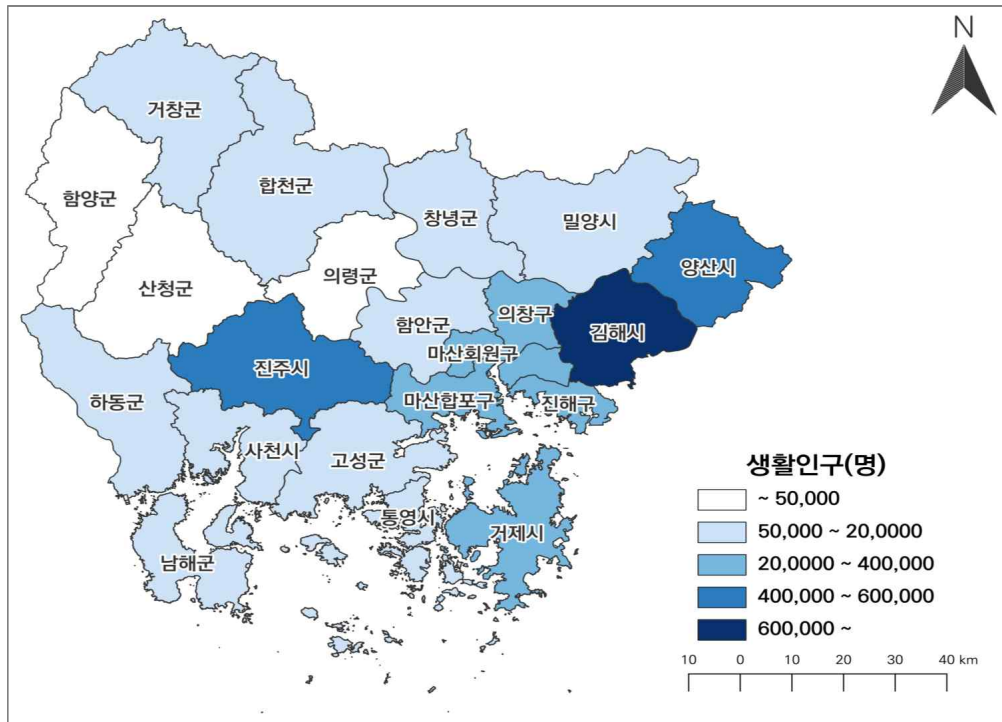 N
거창군
함양군
합천군
창녕군
밀양시
양산시
산청군
의령군
의창구
김해시
함안군
마산회원구
진주시
하동군
마산합포구
진해구
사천시
고성군
통영시
거제시
남해군
생활인구(명)
~ 50,000
50,000 ~ 20,0000
20,0000 ~ 400,000
400,000 ~ 600,000
600,000 ~
10 0 10 20 30 40 km